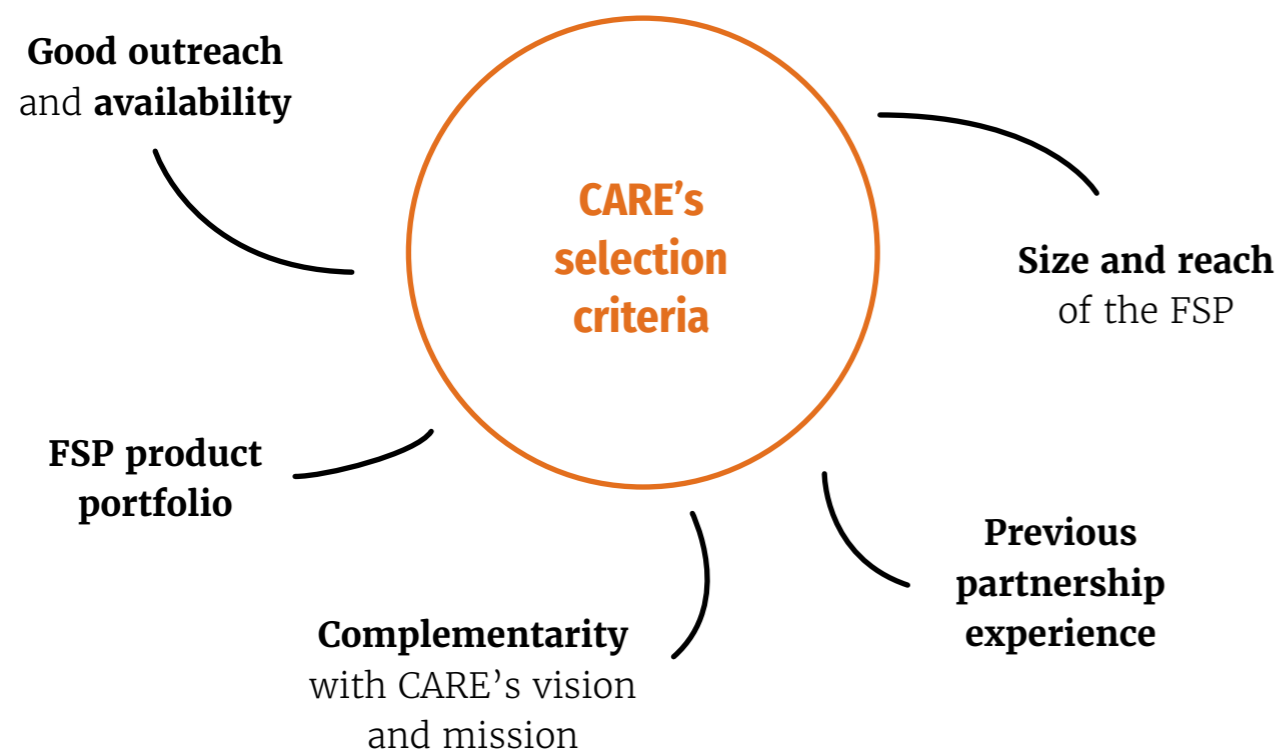 Good outreach
and availability
CARE’s
selection
criteria
Size and reach
of the FSP
FSP product
portfolio
Previous
partnership
experience
Complementarity
with CARE’s vision
and mission